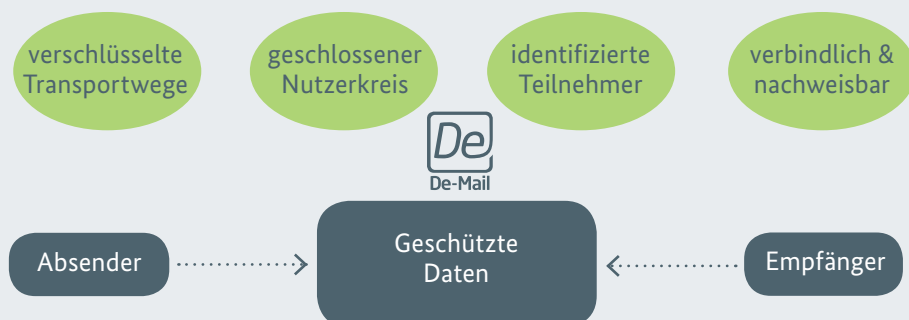 verschlüsselte
Transportwege
geschlossener
Nutzerkreis
identifizierte
Teilnehmer
verbindlich &
nachweisbar
De
De-Mail
Absender
Geschützte
Daten
Empfänger